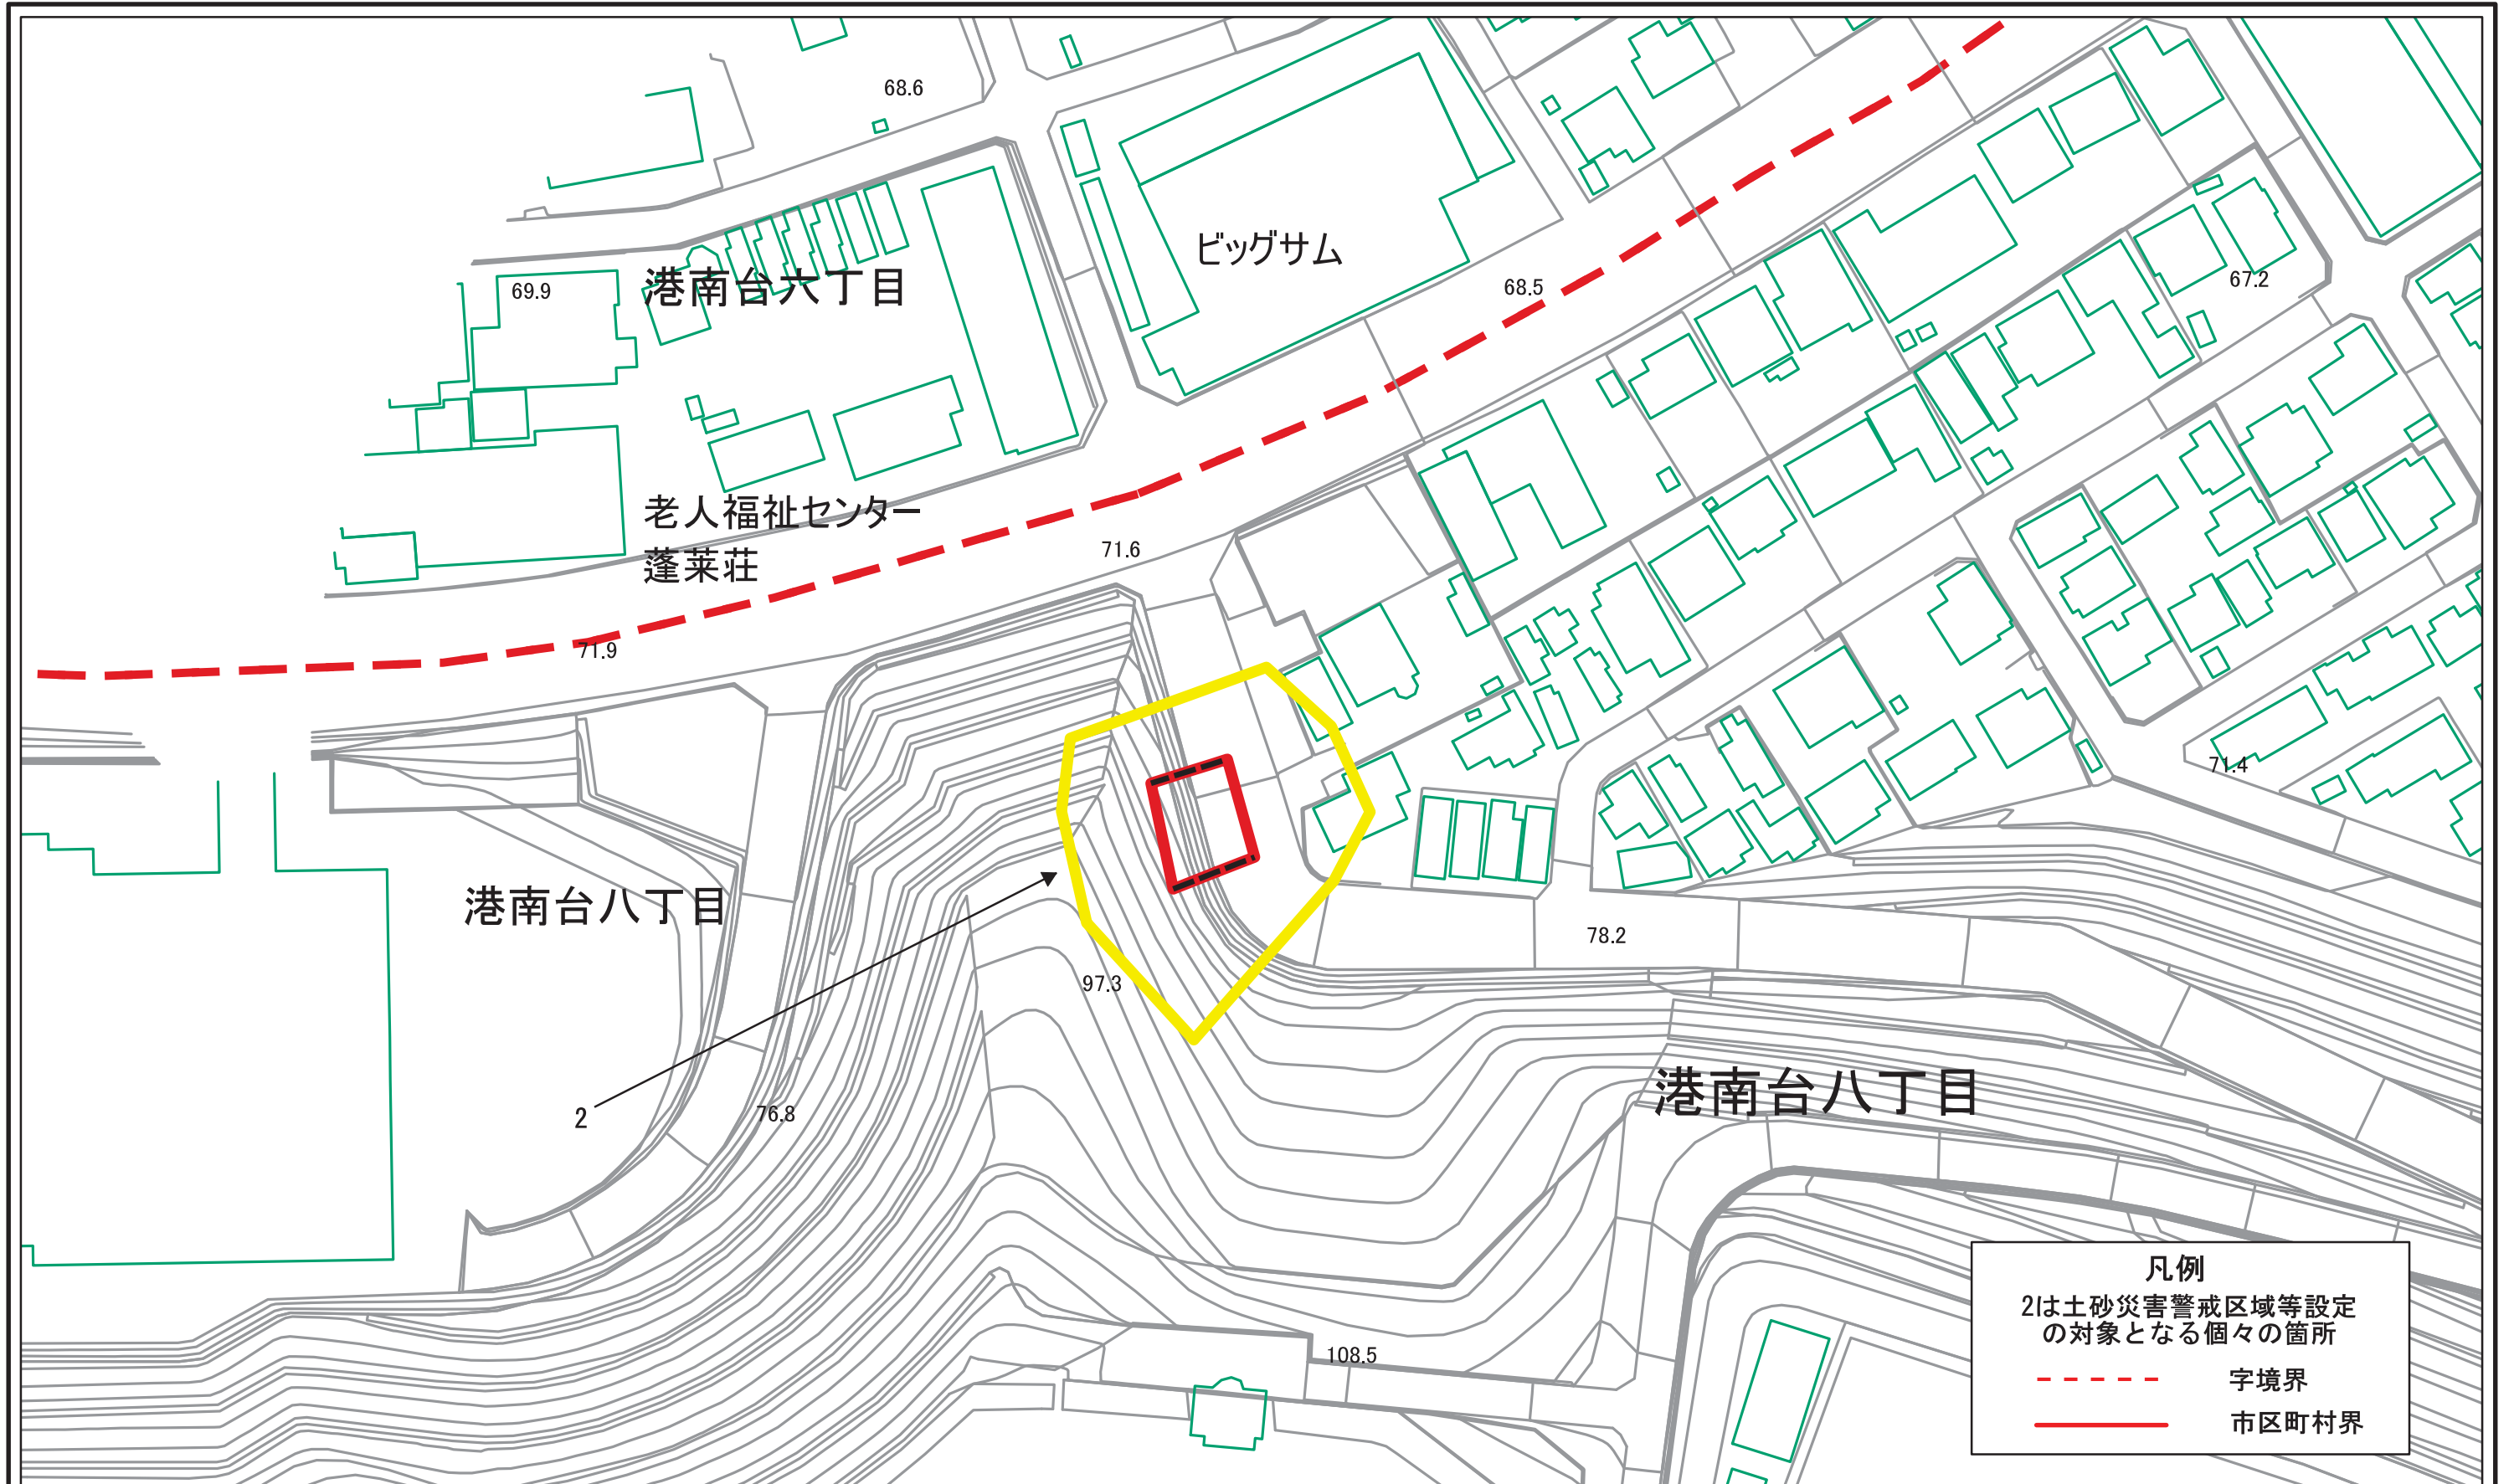 68.6
ビッグサム
港南台六丁目
69.9
68.5
67.2
老人福祉センター
蓬莱荘
71.6
71.9
71.4
港南台八丁目
78.2
97.3
港南台八丁目
76.8
2
108.5
凡例
2は土砂災害警戒区域等設定
の対象となる個々の箇所
字境界
市区町村界